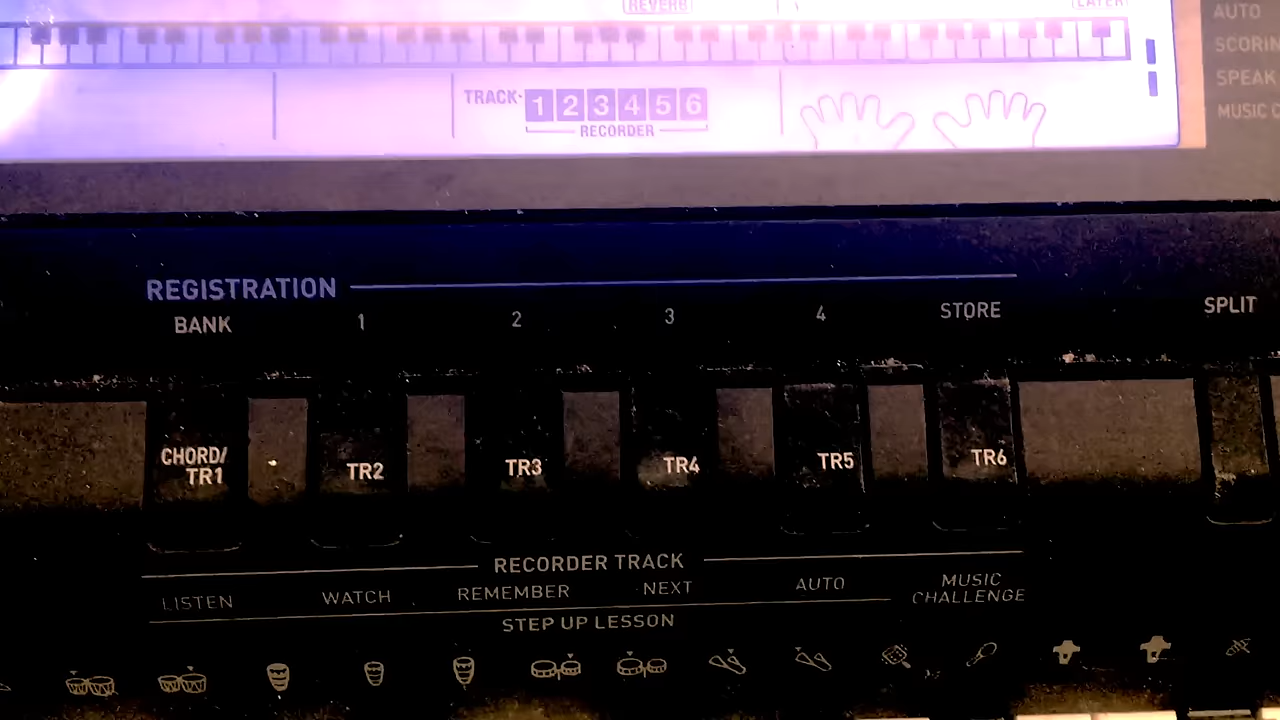 REVERB
LAYER
AUTO
SPEAK
TRACK
1 2 3 4 5 6
RECORDER
REGISTRATION
BANK 1 2 3 4 STORE SPLIT
CHORD/
TR1 TR2 TR3 TR4 TR5 TR6
RECORDER TRACK
LISTEN WATCH REMEMBER NEXT AUTO MUSIC
CHALLENGE
STEP UP LESSON